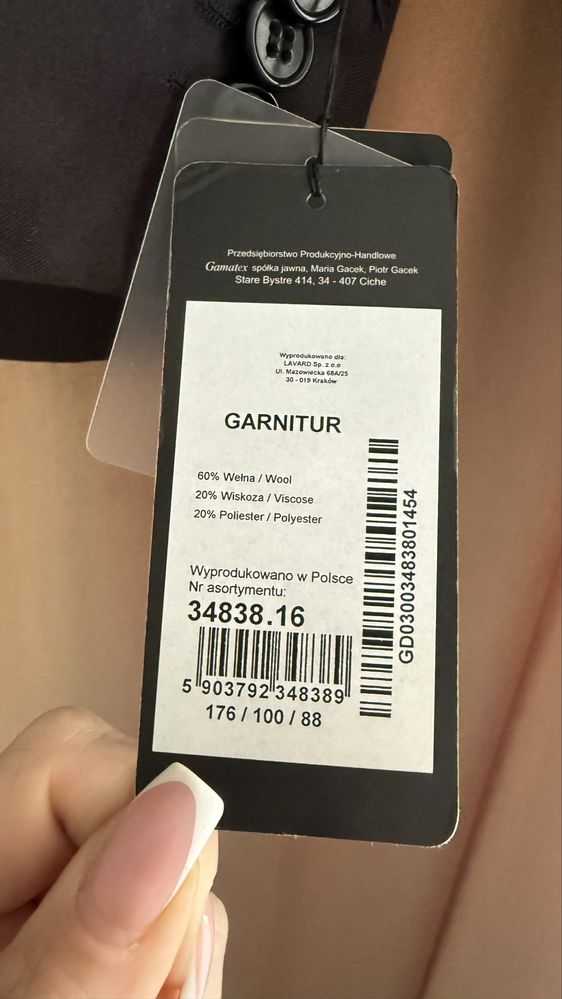 Przedsiębiorstwo Produkcyjno-Handlowe
Gamatex spółka jawna, Maria Gacek, Piotr Gacek
Stare Bystre 414, 34 - 407 Ciche
Wyprodukowano dla:
LAVARD Sp. z o.o
Ul. Mazowiecka 68A/25
30 - 019 Kraków
GARNITUR
60% Wełna / Wool
20% Wiskoza / Viscose
20% Poliester / Polyester
Wyprodukowano w Polsce
Nr asortymentu:
34838.16
5 903792 348389
176 / 100 / 88
GD03003483801454